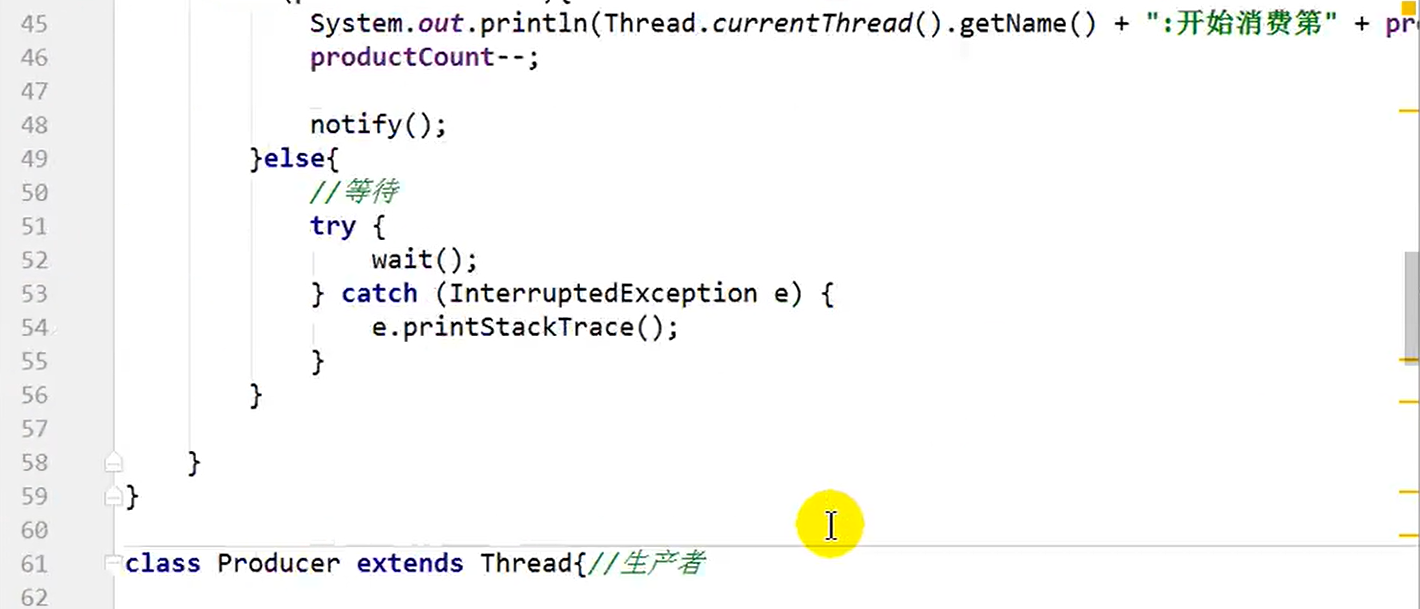 45 System.out.println(Thread.currentThread().getName() + ":开始消费第" + pr
46 productCount--;
47
48 notify();
49 }else{
50 //等待
51 try {
52 wait();
53 } catch (InterruptedException e) {
54 e.printStackTrace();
55 }
56 }
57
58 }
59 }
60
61 class Producer extends Thread{//生产者
62